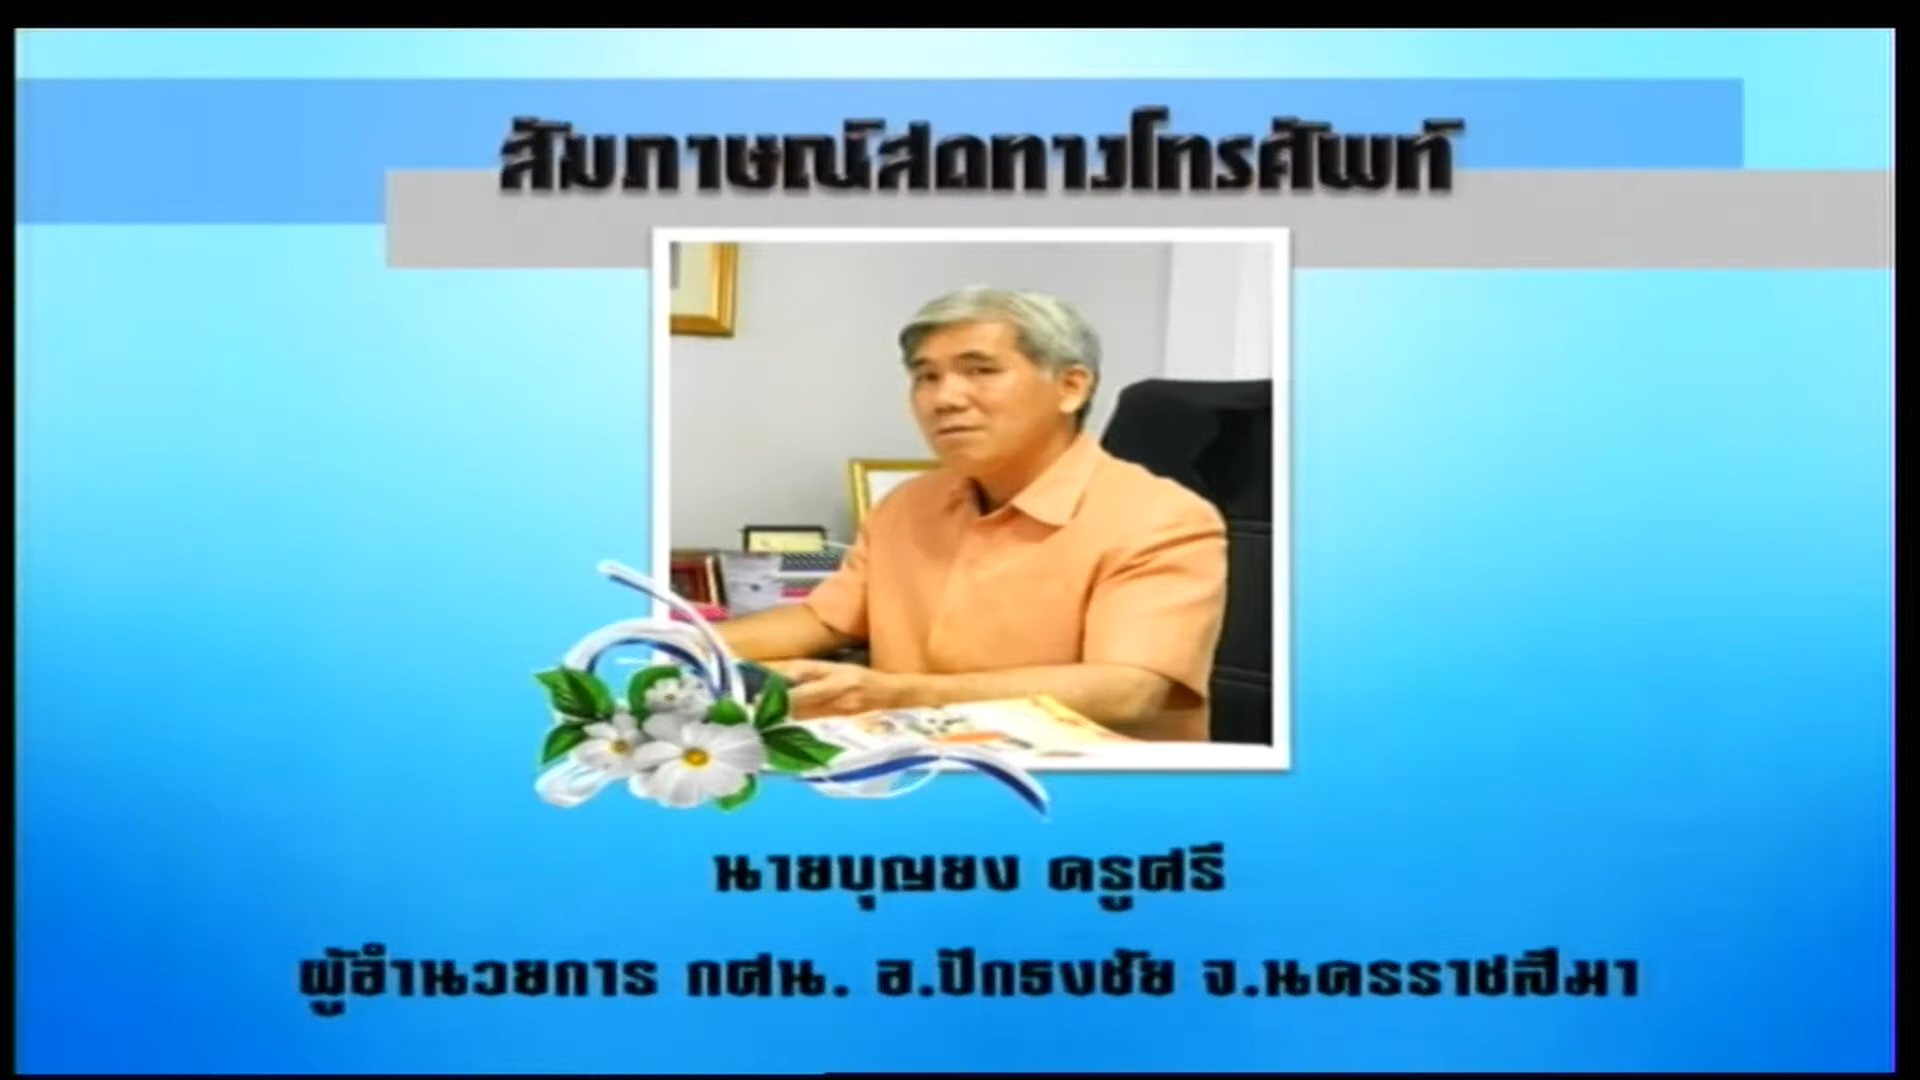 สัมภาษณ์สดทางโทรศัพท์
นายบุญยง ครูศรี
ผู้อำนวยการ กศน. อ.ปักธงชัย จ.นครราชสีมา